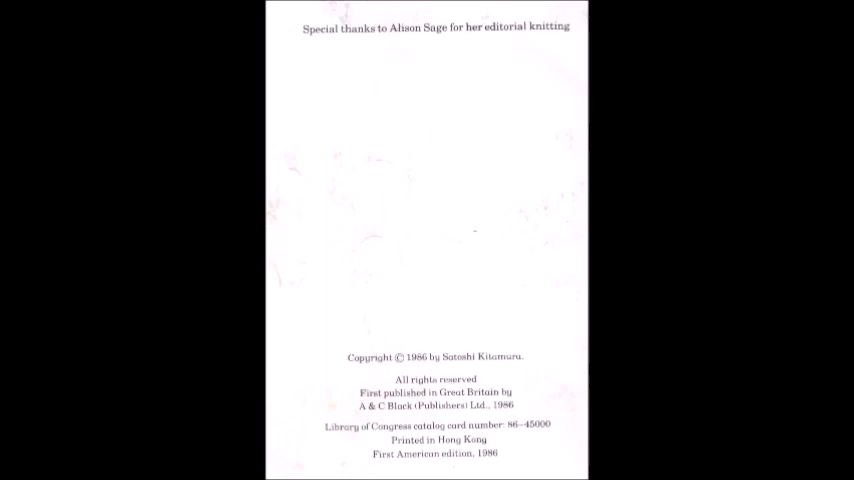 Special thanks to Alison Sage for her editorial knitting
Copyright © 1986 by Satoshi Kitamura.
All rights reserved
First published in Great Britain by
A & C Black (Publishers) Ltd., 1986
Library of Congress catalog card number: 86-45000
Printed in Hong Kong
First American edition, 1986